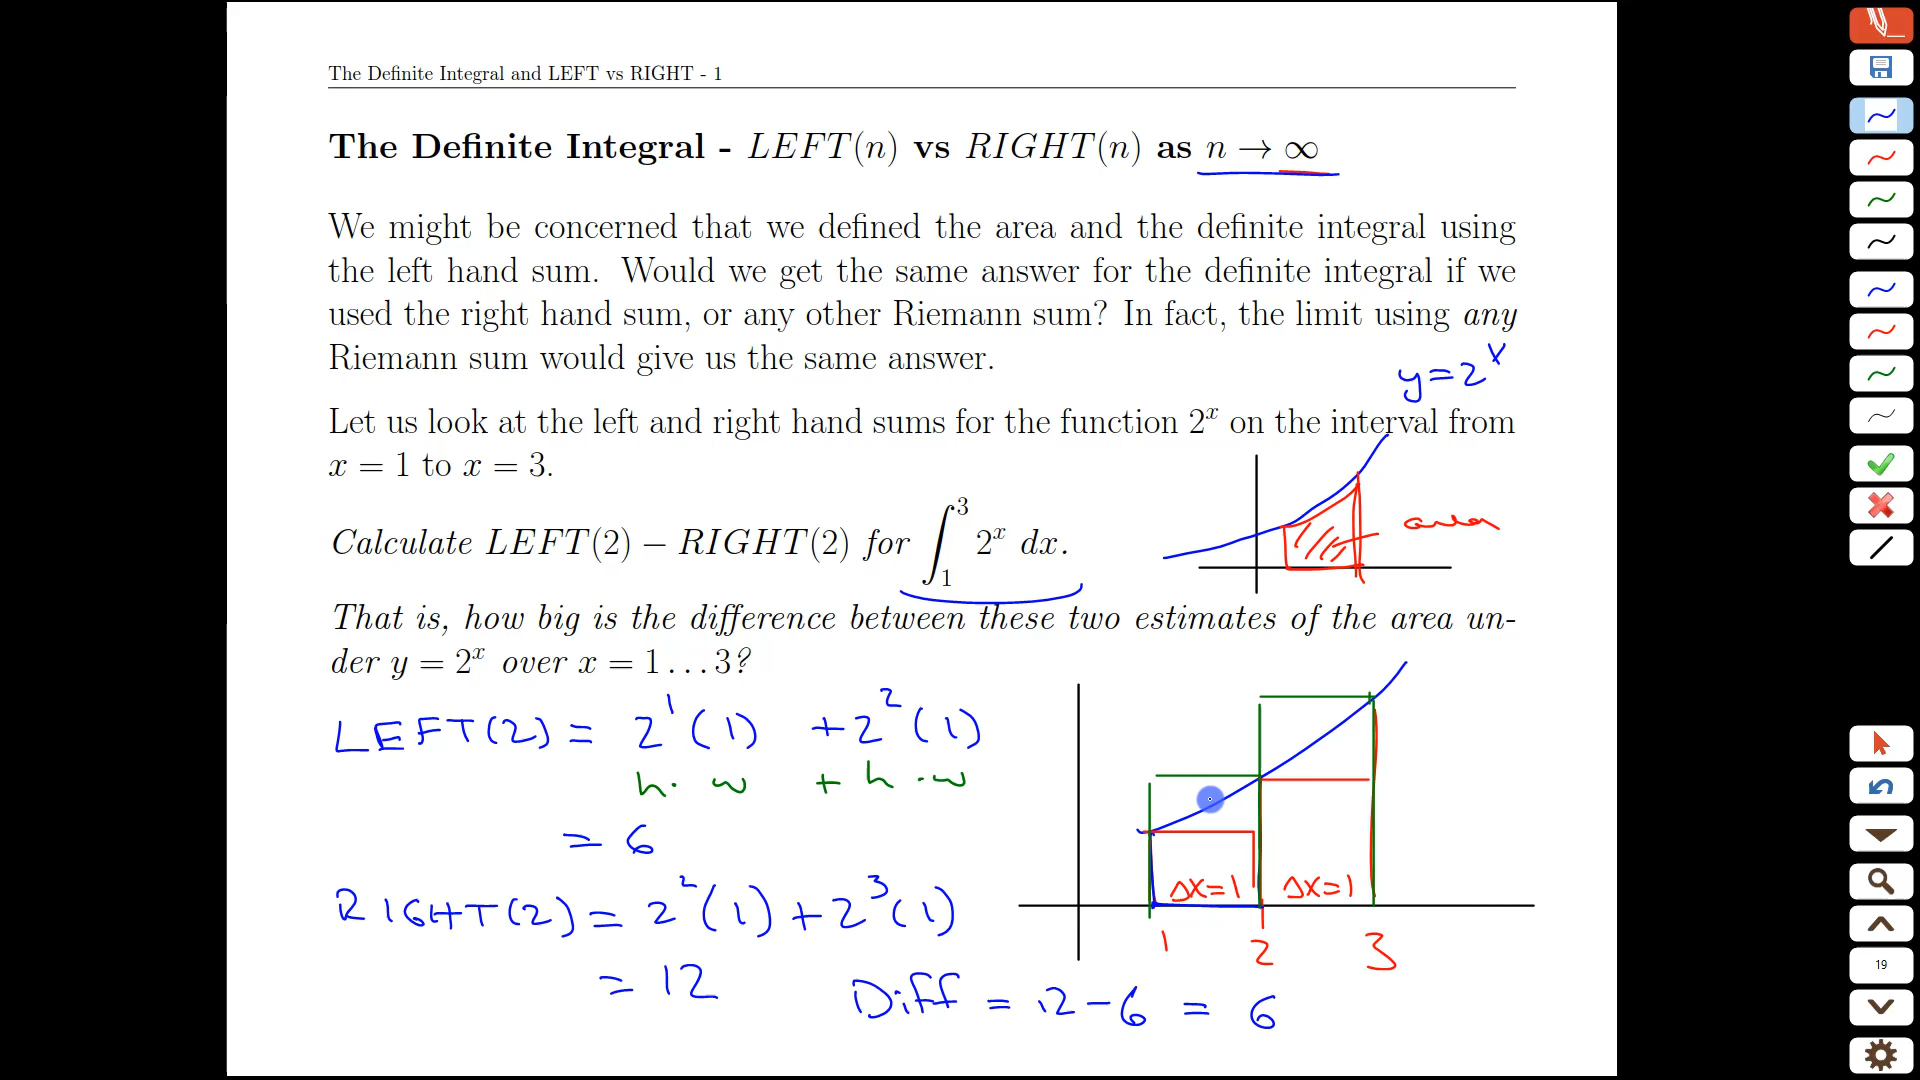 The Definite Integral and LEFT vs RIGHT - 1
The Definite Integral - LEFT(n) vs RIGHT(n) as n → ∞
We might be concerned that we defined the area and the definite integral using
the left hand sum. Would we get the same answer for the definite integral if we
used the right hand sum, or any other Riemann sum? In fact, the limit using any
Riemann sum would give us the same answer.
y=2^x
Let us look at the left and right hand sums for the function 2^x on the interval from
x = 1 to x = 3.
Calculate LEFT(2) − RIGHT(2) for ∫_1^3 2^x dx.
area
That is, how big is the difference between these two estimates of the area un-
der y = 2^x over x = 1 . . . 3?
LEFT(2) = 2^1 (1) + 2^2 (1)
h · w + h · w
= 6
RIGHT(2) = 2^2 (1) + 2^3 (1)
= 12
Δx=1 Δx=1
1 2 3
Diff = 12 - 6 = 6
19